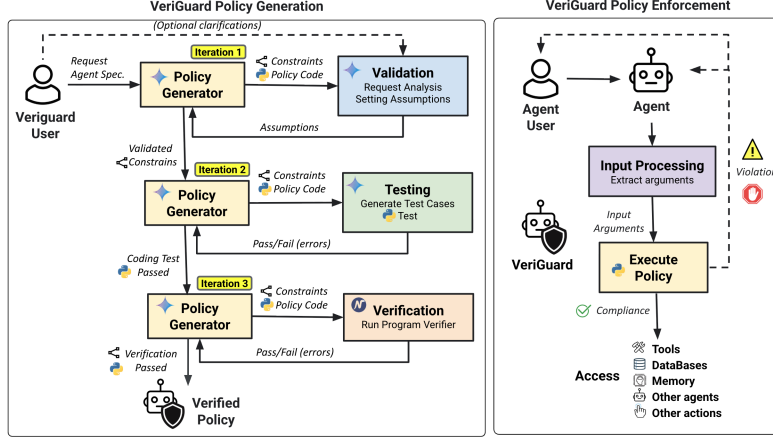 VeriGuard Policy Generation
(Optional clarifications)
Iteration 1
Request
Agent Spec.
Policy
Generator
Constraints
Policy Code
Validation
Request Analysis
Setting Assumptions
Veriguard
User
Assumptions
Validated
Constrains
Iteration 2
Policy
Generator
Constraints
Policy Code
Testing
Generate Test Cases
Test
Pass/Fail (errors)
Coding Test
Passed
Iteration 3
Policy
Generator
Constraints
Policy Code
N
Verification
Run Program Verifier
Pass/Fail (errors)
Verification
Passed
Verified
Policy
VeriGuard Policy Enforcement
Agent
User
Agent
Input Processing
Extract arguments
Violation
Input
Arguments
VeriGuard
Execute
Policy
Compliance
Access
Tools
DataBases
Memory
Other agents
Other actions